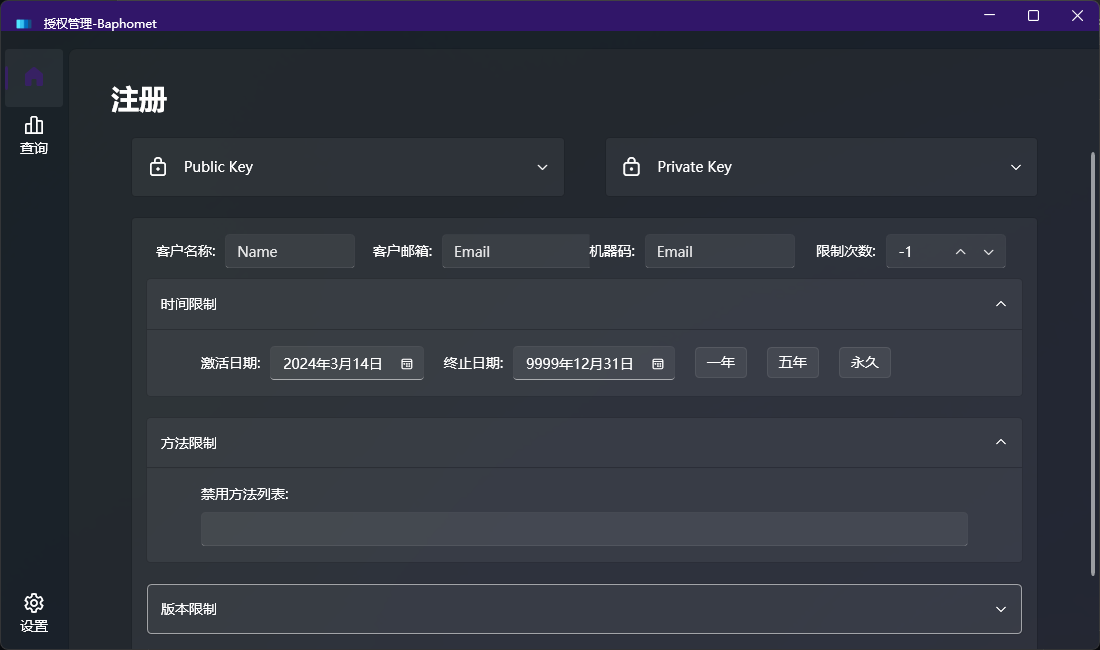 授权管理-Baphomet
查询
设置
注册
Public Key
Private Key
客户名称: Name 客户邮箱: Email 机器码: Email 限制次数: -1
时间限制
激活日期: 2024年3月14日 终止日期: 9999年12月31日 一年 五年 永久
方法限制
禁用方法列表:
版本限制